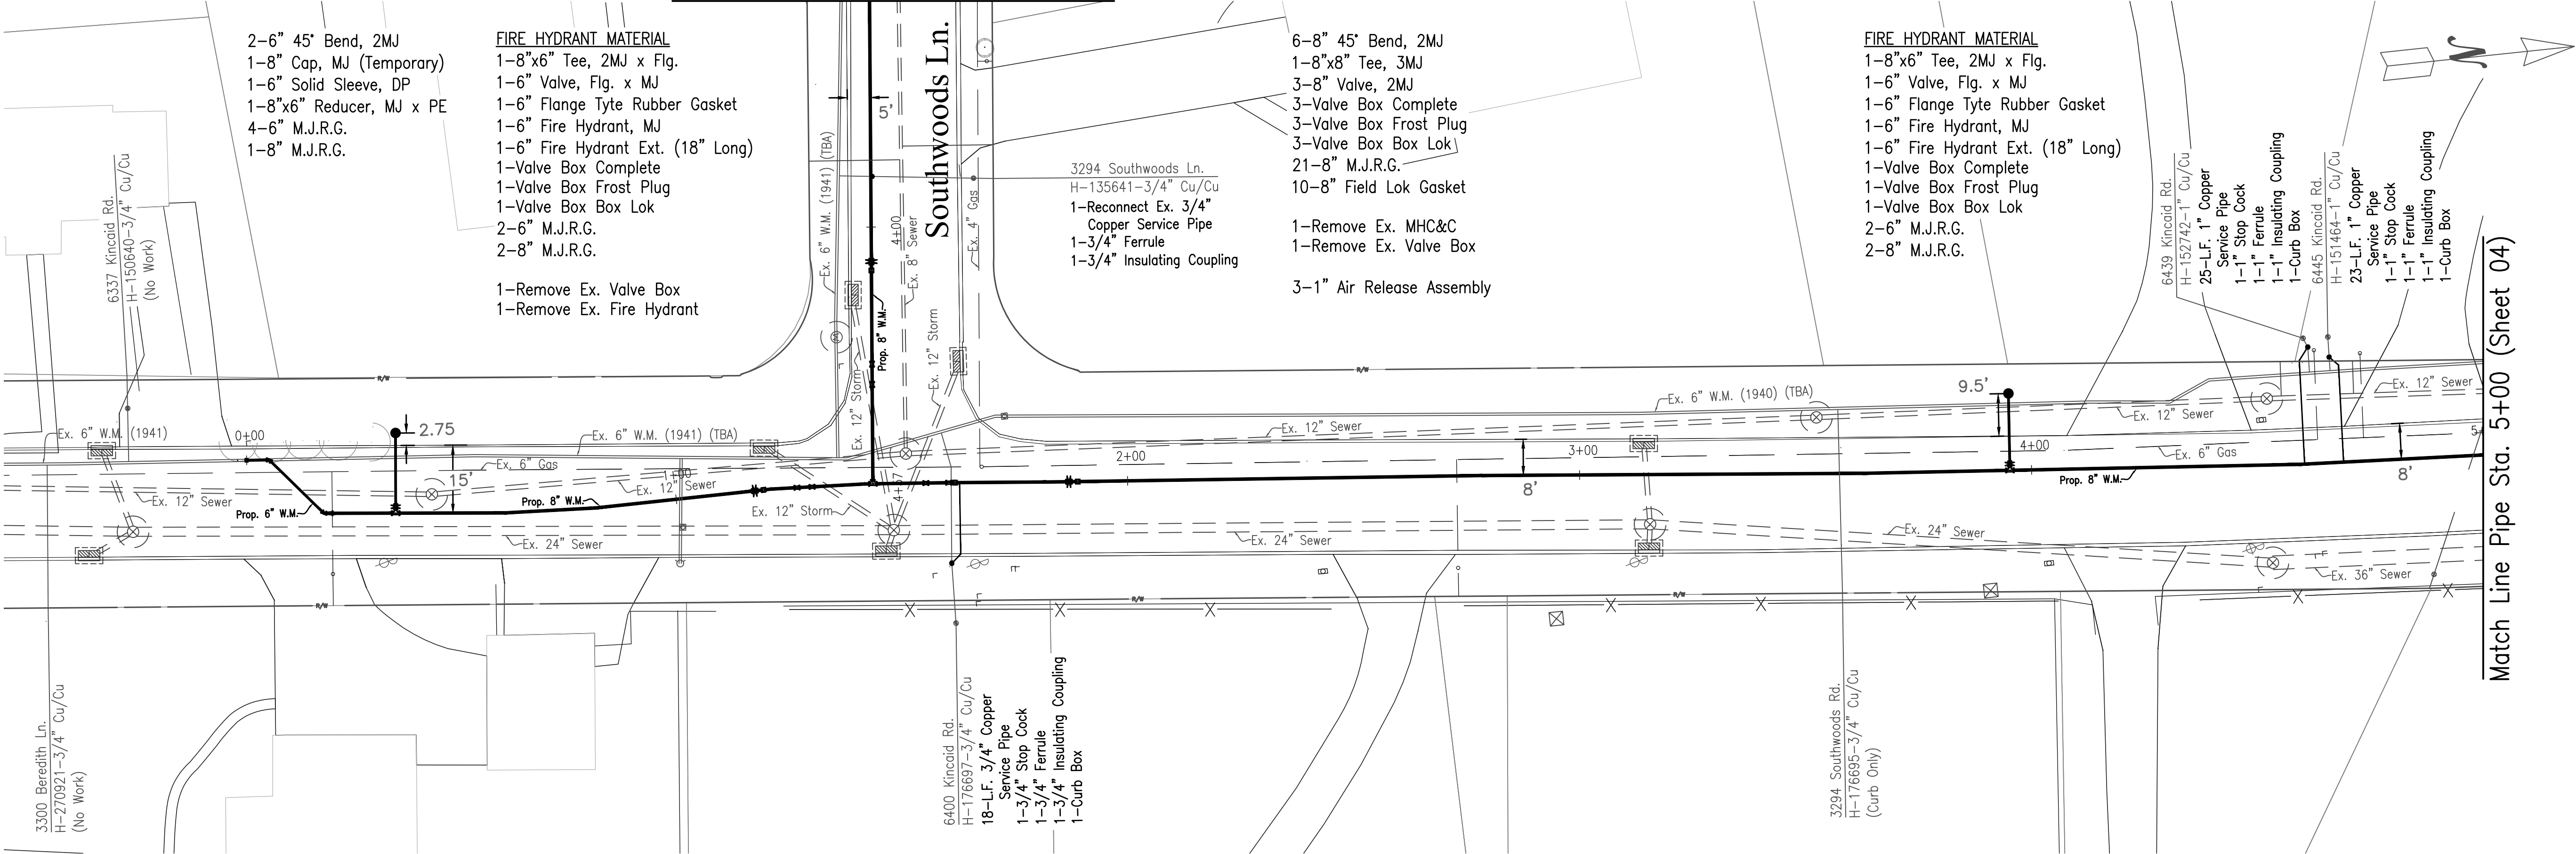 2-6" 45° Bend, 2MJ
1-8" Cap, MJ (Temporary)
1-6" Solid Sleeve, DP
1-8"x6" Reducer, MJ x PE
4-6" M.J.R.G.
1-8" M.J.R.G.
FIRE HYDRANT MATERIAL
1-8"x6" Tee, 2MJ x Flg.
1-6" Valve, Flg. x MJ
1-6" Flange Tyte Rubber Gasket
1-6" Fire Hydrant, MJ
1-6" Fire Hydrant Ext. (18" Long)
1-Valve Box Complete
1-Valve Box Frost Plug
1-Valve Box Box Lok
2-6" M.J.R.G.
2-8" M.J.R.G.
1-Remove Ex. Valve Box
1-Remove Ex. Fire Hydrant
6337 Kincaid Rd.
H-150640-3/4" Cu/Cu
(No Work)
Ex. 6" W.M. (1941) (TBA)
5'
4+00
Ex. 8" Sewer
Southwoods Ln.
Ex. 4" Gas
Prop. 8" W.M.
Ex. 12" Storm
Ex. 12" Storm
3294 Southwoods Ln.
H-135641-3/4" Cu/Cu
1-Reconnect Ex. 3/4"
Copper Service Pipe
1-3/4" Ferrule
1-3/4" Insulating Coupling
6-8" 45° Bend, 2MJ
1-8"x8" Tee, 3MJ
3-8" Valve, 2MJ
3-Valve Box Complete
3-Valve Box Frost Plug
3-Valve Box Box Lok
21-8" M.J.R.G.
10-8" Field Lok Gasket
1-Remove Ex. MHC&C
1-Remove Ex. Valve Box
3-1" Air Release Assembly
FIRE HYDRANT MATERIAL
1-8"x6" Tee, 2MJ x Flg.
1-6" Valve, Flg. x MJ
1-6" Flange Tyte Rubber Gasket
1-6" Fire Hydrant, MJ
1-6" Fire Hydrant Ext. (18" Long)
1-Valve Box Complete
1-Valve Box Frost Plug
1-Valve Box Box Lok
2-6" M.J.R.G.
2-8" M.J.R.G.
6439 Kincaid Rd.
H-152742-1" Cu/Cu
25-L.F. 1" Copper
Service Pipe
1-1" Stop Cock
1-1" Ferrule
1-1" Insulating Coupling
1-Curb Box
6445 Kincaid Rd.
H-151464-1" Cu/Cu
23-L.F. 1" Copper
Service Pipe
1-1" Stop Cock
1-1" Ferrule
1-1" Insulating Coupling
1-Curb Box
N
Match Line Pipe Sta. 5+00 (Sheet 04)
R/W
R/W
Ex. 6" W.M. (1941)
0+00
2.75
Ex. 6" W.M. (1941) (TBA)
Ex. 6" Gas
15'
1+00
Ex. 12" Sewer
Ex. 12" Sewer
Prop. 6" W.M.
Prop. 8" W.M.
Ex. 12" Storm
4+57
Ex. 24" Sewer
2+00
Ex. 12" Sewer
Ex. 6" W.M. (1940) (TBA)
9.5'
3+00
8'
4+00
Ex. 12" Sewer
Ex. 12" Sewer
Ex. 6" Gas
Prop. 8" W.M.
8'
5+
Ex. 24" Sewer
Ex. 24" Sewer
Ex. 36" Sewer
R/W
R/W
R/W
3300 Beredith Ln.
H-270921-3/4" Cu/Cu
(No Work)
6400 Kincaid Rd.
H-176697-3/4" Cu/Cu
18-L.F. 3/4" Copper
Service Pipe
1-3/4" Stop Cock
1-3/4" Ferrule
1-3/4" Insulating Coupling
1-Curb Box
3294 Southwoods Rd.
H-176695-3/4" Cu/Cu
(Curb Only)